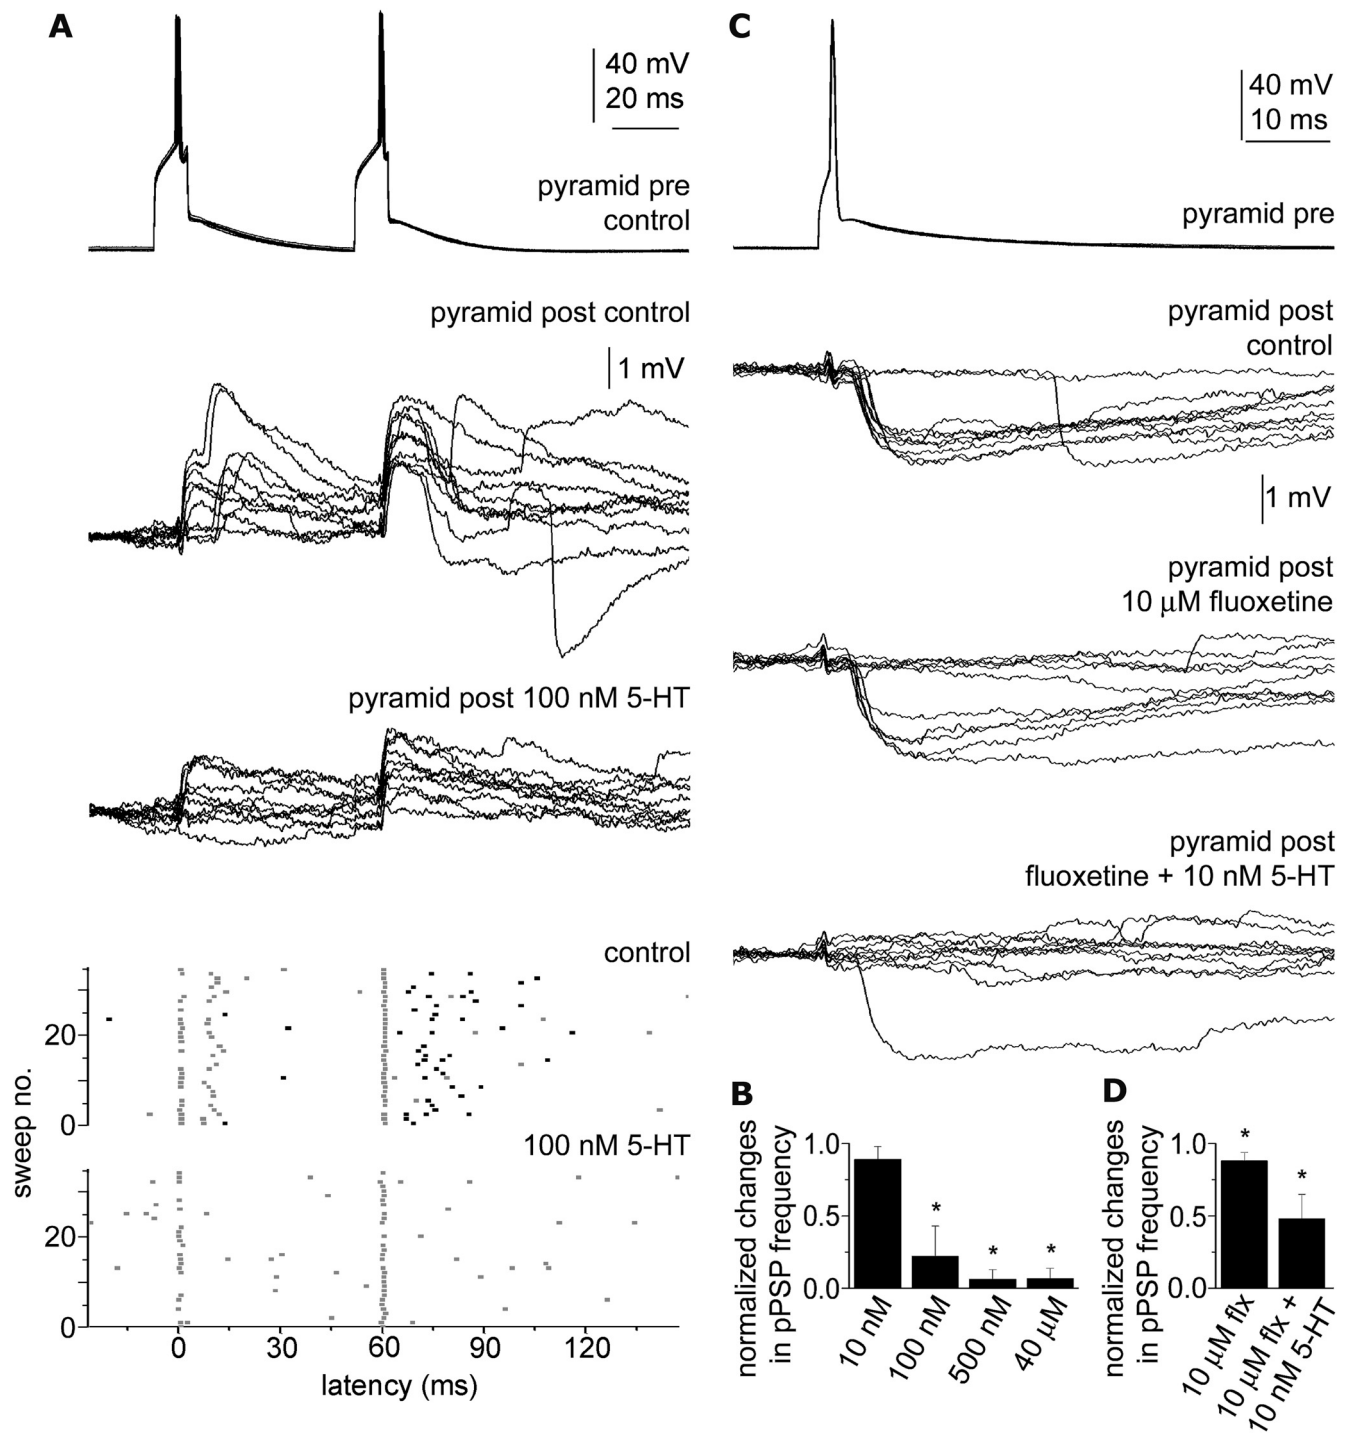 A
40 mV
20 ms
pyramid pre
control
pyramid post control
1 mV
pyramid post 100 nM 5-HT
control
20
0
100 nM 5-HT
20
0
sweep no.
0
30
60
90
120
latency (ms)
C
40 mV
10 ms
pyramid pre
pyramid post
control
1 mV
pyramid post
10 μM fluoxetine
pyramid post
fluoxetine + 10 nM 5-HT
B
normalized changes
in pPSP frequency
1.0
0.5
0.0
*
*
*
10 nM
100 nM
500 nM
40 μM
D
normalized changes
in pPSP frequency
1.0
0.5
0.0
*
*
10 μM flx
10 μM flx +
10 nM 5-HT